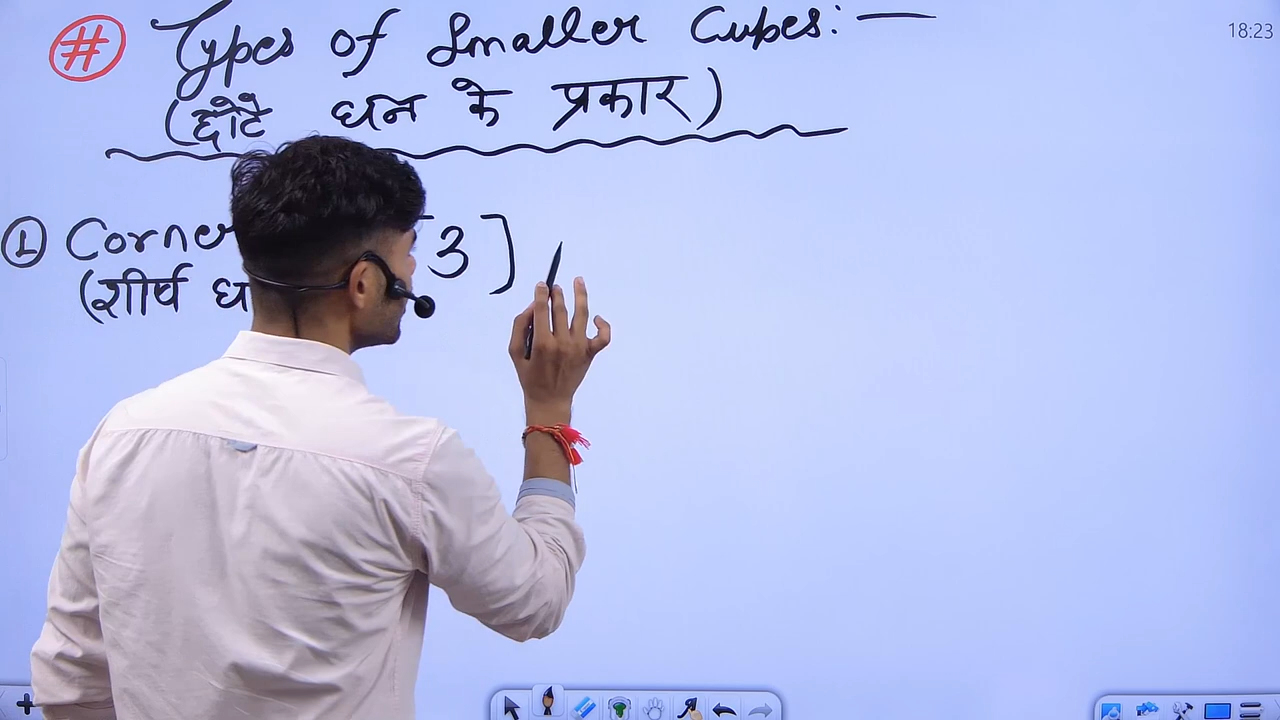 # Types of Smaller Cubes:—
(छोटे घन के प्रकार)
18:23
① Corner 3]
(शीर्ष